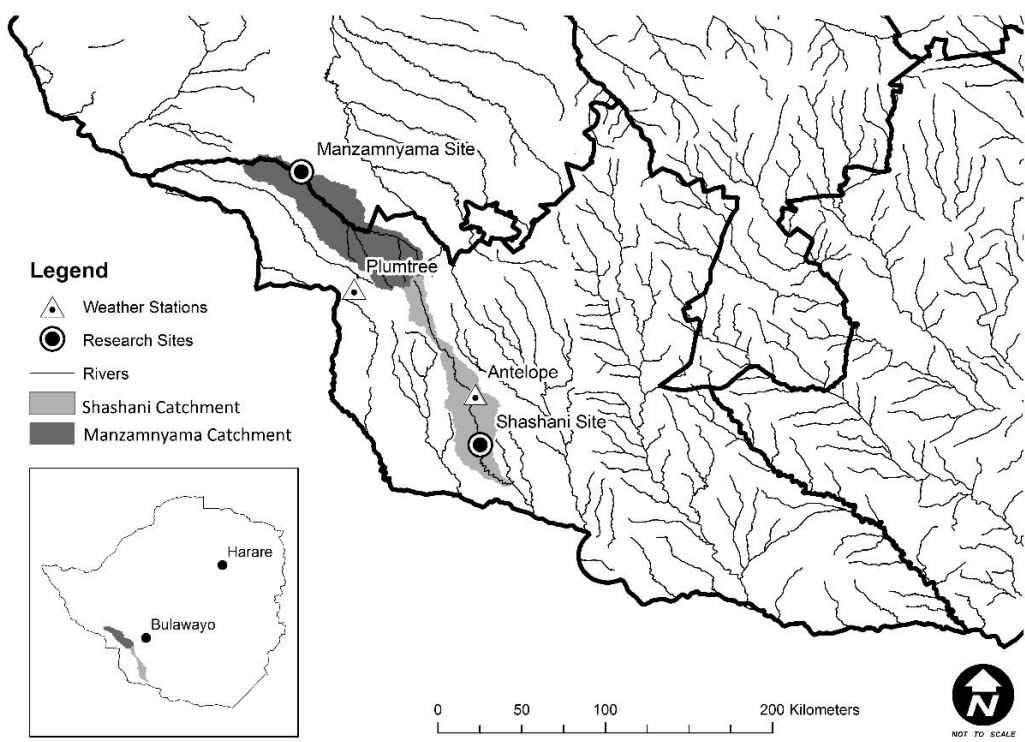 Manzamnyama Site
Plumtree
Antelope
Shashani Site
Legend
Weather Stations
Research Sites
Rivers
Shashani Catchment
Manzamnyama Catchment
Harare
Bulawayo
0 50 100 200 Kilometers
N
NOT TO SCALE